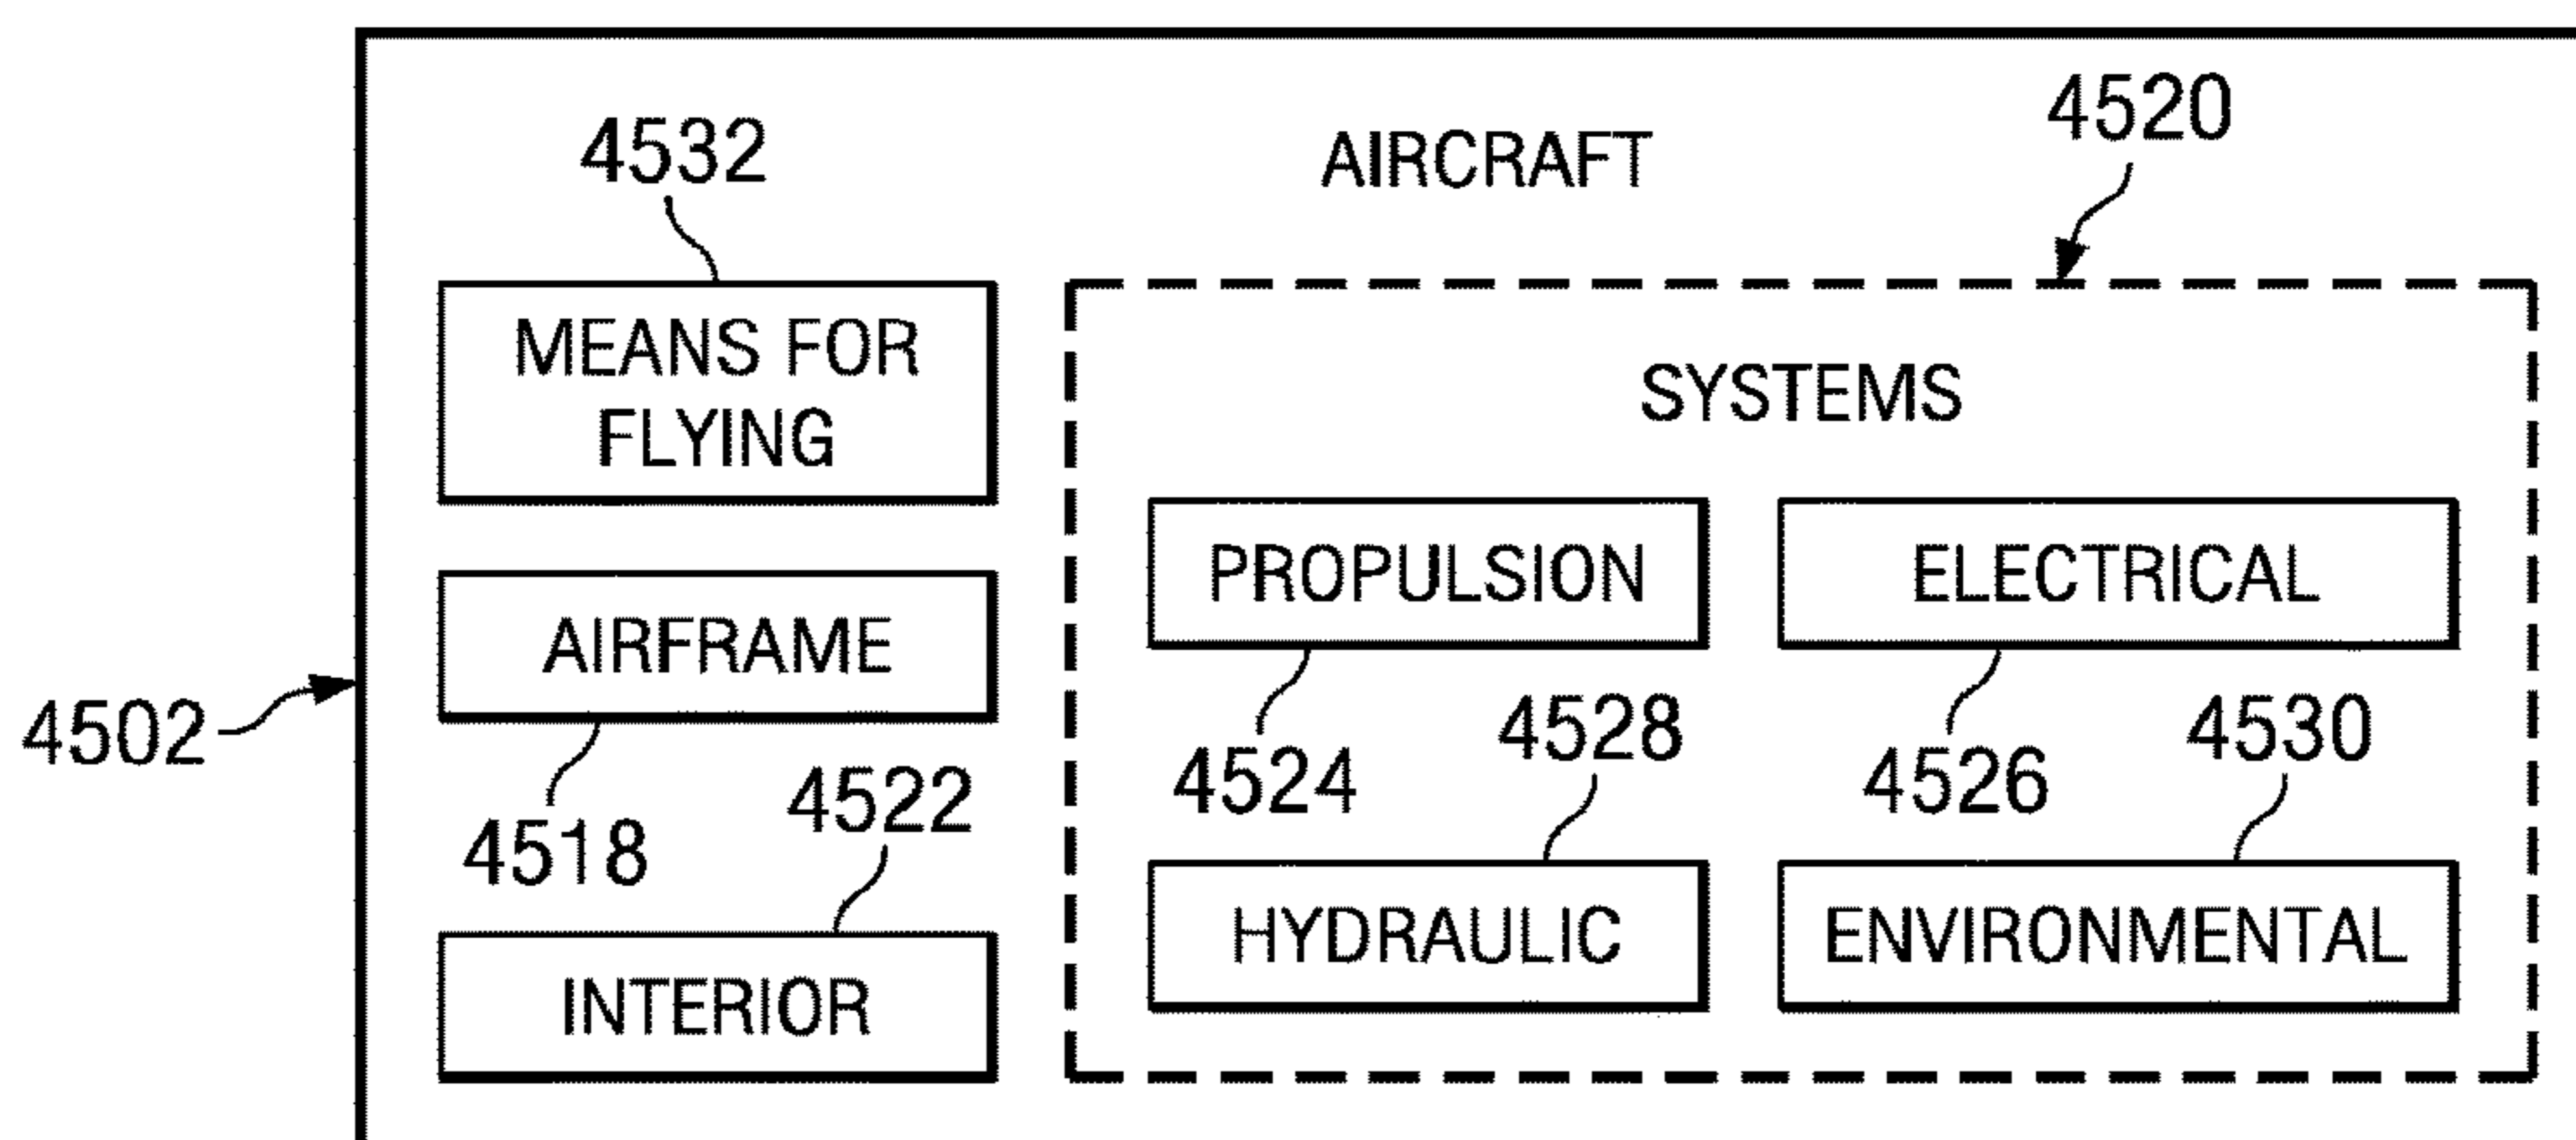 4520
4532
AIRCRAFT
MEANS FOR
FLYING
SYSTEMS
PROPULSION
ELECTRICAL
AIRFRAME
4502
4524
4528
4526
4530
4518
4522
HYDRAULIC
ENVIRONMENTAL
INTERIOR